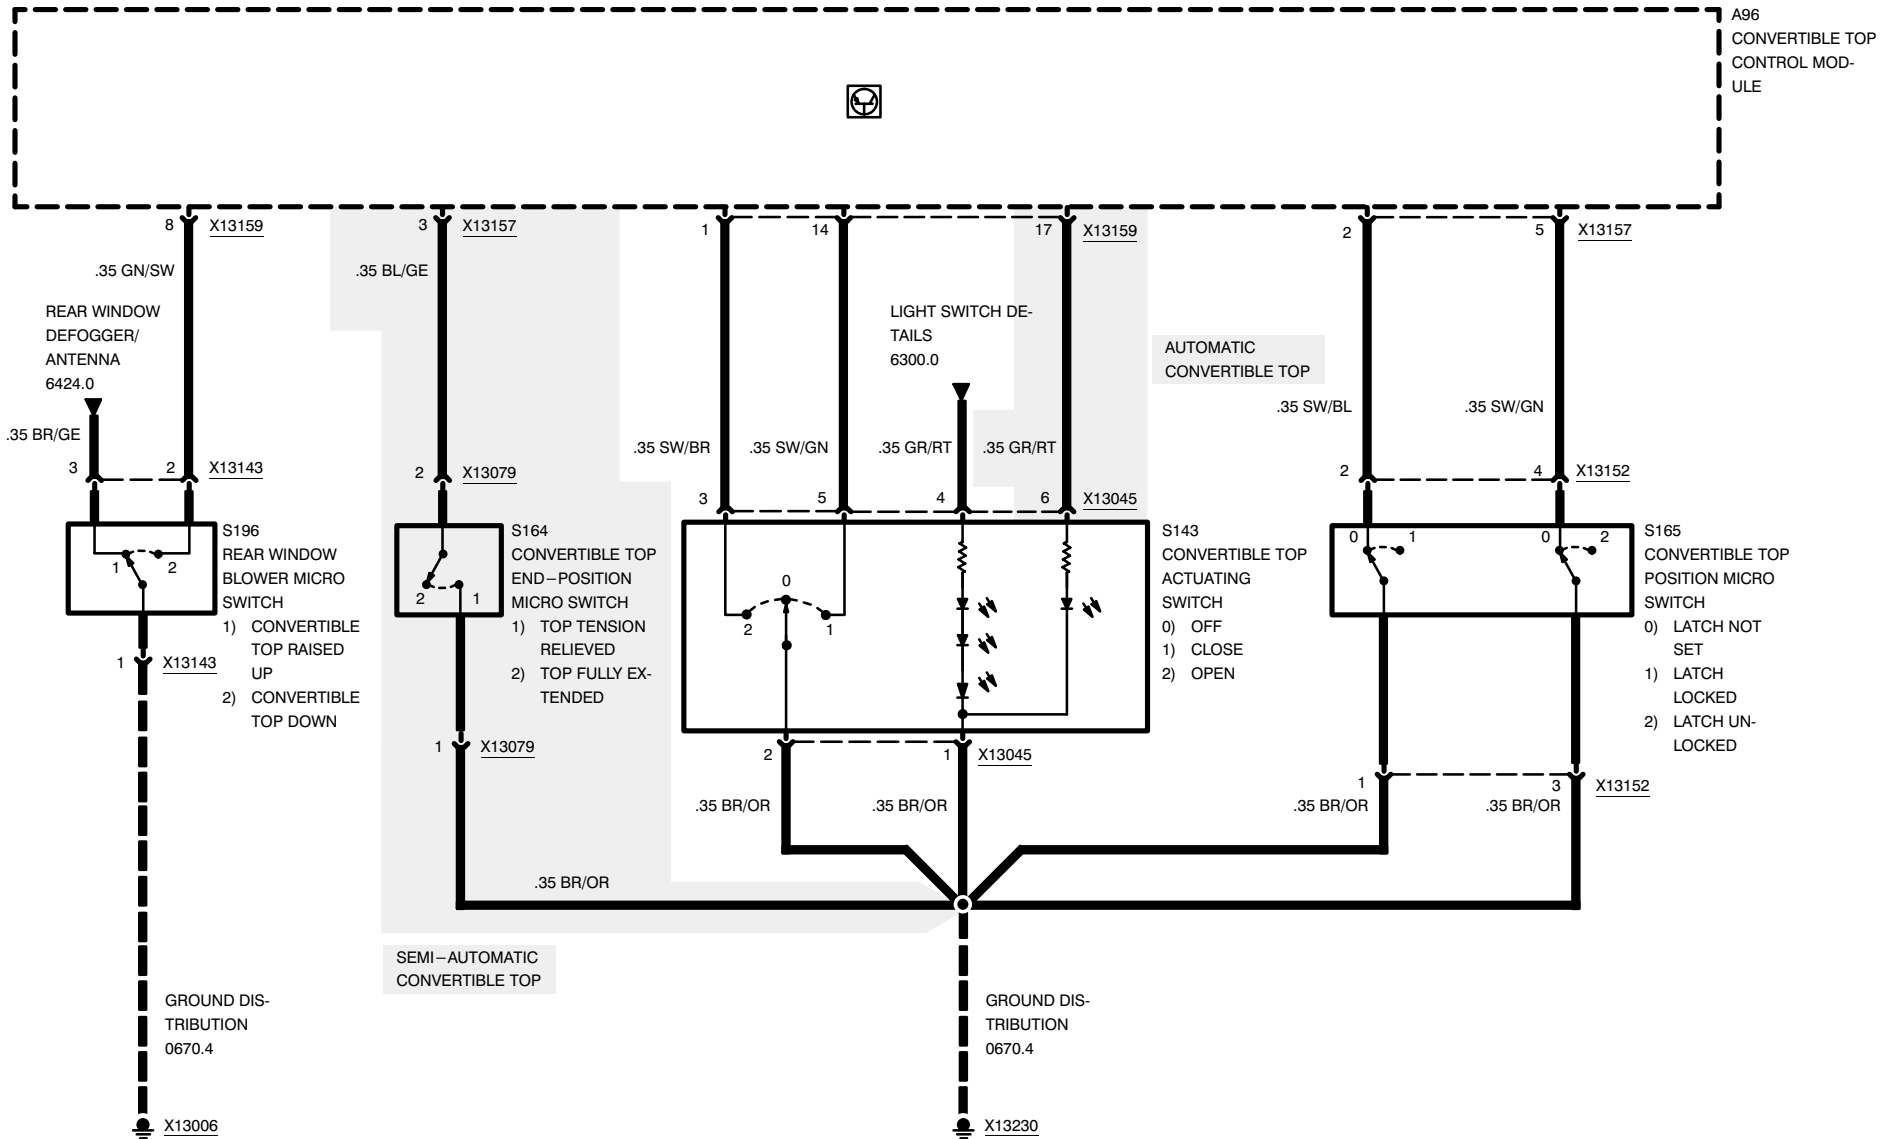 A96
CONVERTIBLE TOP
CONTROL MOD-
ULE
8
X13159
3
X13157
1
14
17
X13159
2
5
X13157
.35 GN/SW
.35 BL/GE
REAR WINDOW
DEFOGGER/
ANTENNA
6424.0
LIGHT SWITCH DE-
TAILS
6300.0
AUTOMATIC
CONVERTIBLE TOP
.35 BR/GE
.35 SW/BR
.35 SW/GN
.35 GR/RT
.35 GR/RT
.35 SW/BL
.35 SW/GN
3
2
X13143
2
X13079
3
5
4
6
X13045
2
4
X13152
1
2
S196
REAR WINDOW
BLOWER MICRO
SWITCH
1) CONVERTIBLE
TOP RAISED
UP
2) CONVERTIBLE
TOP DOWN
2
1
S164
CONVERTIBLE TOP
END–POSITION
MICRO SWITCH
1) TOP TENSION
RELIEVED
2) TOP FULLY EX-
TENDED
0
2
1
S143
CONVERTIBLE TOP
ACTUATING
SWITCH
0) OFF
1) CLOSE
2) OPEN
0
1
0
2
S165
CONVERTIBLE TOP
POSITION MICRO
SWITCH
0) LATCH NOT
SET
1) LATCH
LOCKED
2) LATCH UN-
LOCKED
1
X13143
1
X13079
2
1
X13045
1
3
X13152
.35 BR/OR
.35 BR/OR
.35 BR/OR
.35 BR/OR
.35 BR/OR
SEMI–AUTOMATIC
CONVERTIBLE TOP
GROUND DIS-
TRIBUTION
0670.4
GROUND DIS-
TRIBUTION
0670.4
X13006
X13230